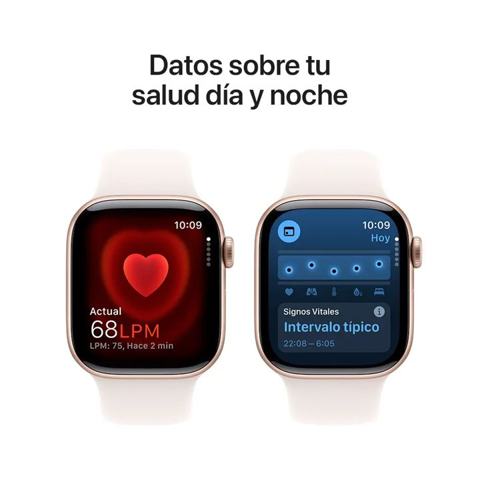 Datos sobre tu
salud día y noche
10:09
Actual
68LPM
LPM: 75, Hace 2 min
10:09
Hoy
Signos Vitales
Intervalo típico
22:08 – 6:05